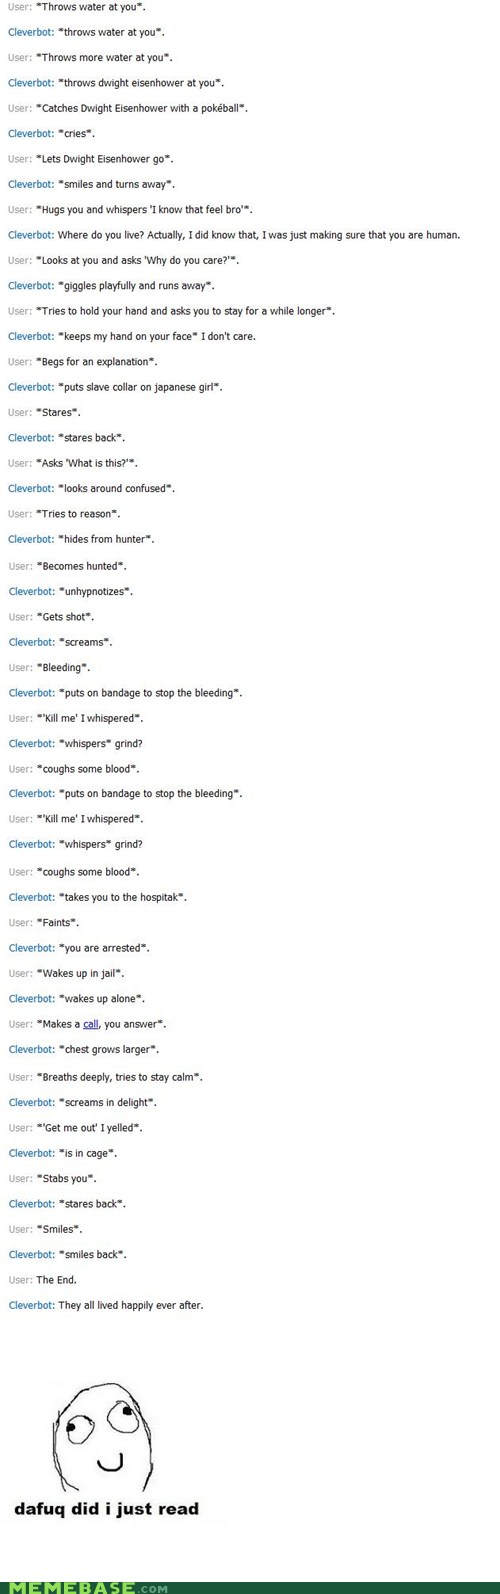 User: *Throws water at you*.
Cleverbot: *throws water at you*.
User: *Throws more water at you*.
Cleverbot: *throws dwight eisenhower at you*.
User: *Catches Dwight Eisenhower with a pokéball*.
Cleverbot: *cries*.
User: *Lets Dwight Eisenhower go*.
Cleverbot: *smiles and turns away*.
User: *Hugs you and whispers 'I know that feel bro'*.
Cleverbot: Where do you live? Actually, I did know that, I was just making sure that you are human.
User: *Looks at you and asks 'Why do you care?'*.
Cleverbot: *giggles playfully and runs away*.
User: *Tries to hold your hand and asks you to stay for a while longer*.
Cleverbot: *keeps my hand on your face* I don't care.
User: *Begs for an explanation*.
Cleverbot: *puts slave collar on japanese girl*.
User: *Stares*.
Cleverbot: *stares back*.
User: *Asks 'What is this?'*.
Cleverbot: *looks around confused*.
User: *Tries to reason*.
Cleverbot: *hides from hunter*.
User: *Becomes hunted*.
Cleverbot: *unhypnotizes*.
User: *Gets shot*.
Cleverbot: *screams*.
User: *Bleeding*.
Cleverbot: *puts on bandage to stop the bleeding*.
User: *'Kill me' I whispered*.
Cleverbot: *whispers* grind?
User: *coughs some blood*.
Cleverbot: *puts on bandage to stop the bleeding*.
User: *'Kill me' I whispered*.
Cleverbot: *whispers* grind?
User: *coughs some blood*.
Cleverbot: *takes you to the hospitak*.
User: *Faints*.
Cleverbot: *you are arrested*.
User: *Wakes up in jail*.
Cleverbot: *wakes up alone*.
User: *Makes a call, you answer*.
Cleverbot: *chest grows larger*.
User: *Breaths deeply, tries to stay calm*.
Cleverbot: *screams in delight*.
User: *'Get me out' I yelled*.
Cleverbot: *is in cage*.
User: *Stabs you*.
Cleverbot: *stares back*.
User: *Smiles*.
Cleverbot: *smiles back*.
User: The End.
Cleverbot: They all lived happily ever after.
dafuq did i just read
MEMEBASE.COM